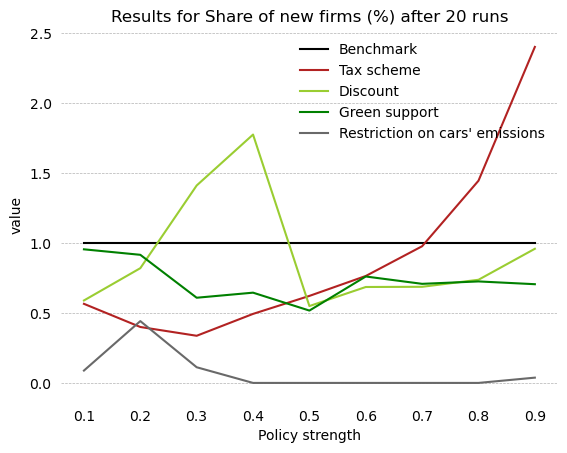 Results for Share of new firms (%) after 20 runs
2.5
2.0
1.5
1.0
0.5
0.0
value
Benchmark
Tax scheme
Discount
Green support
Restriction on cars' emissions
0.1 0.2 0.3 0.4 0.5 0.6 0.7 0.8 0.9
Policy strength